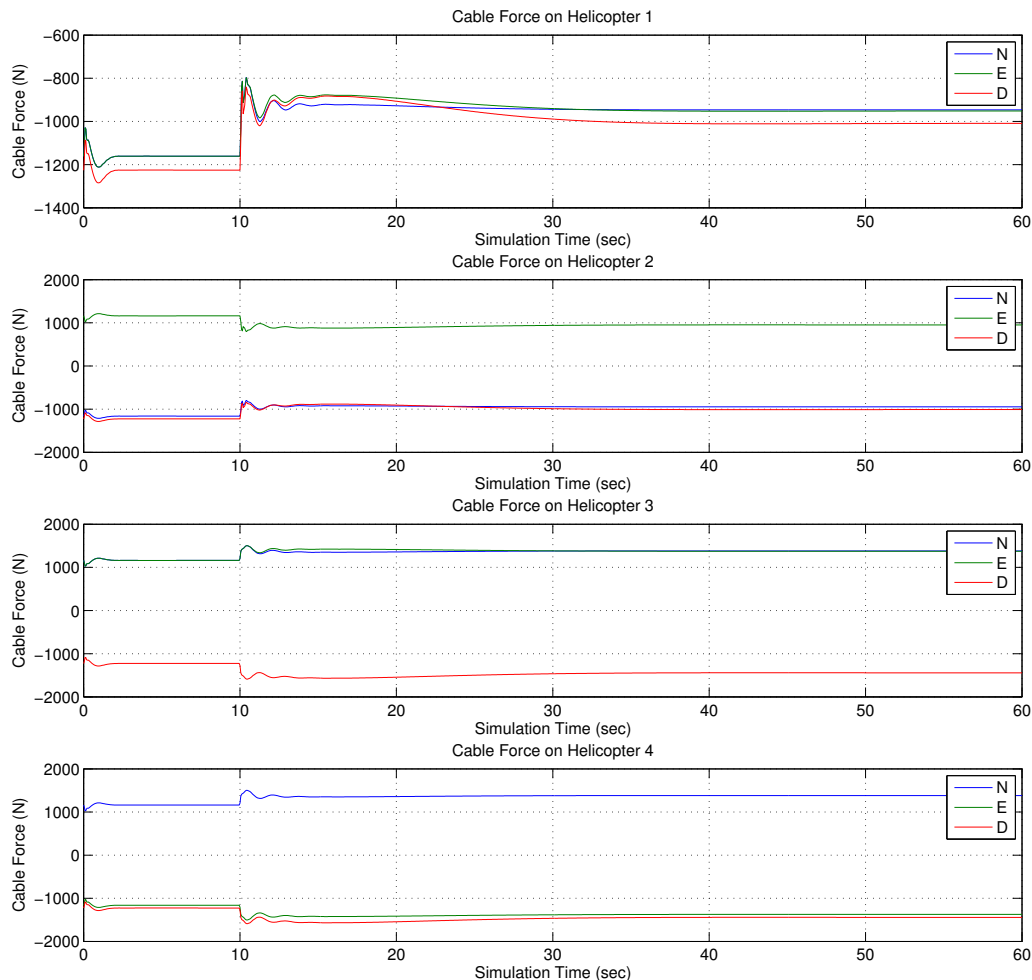 Cable Force on Helicopter 1
−600
−800
−1000
−1200
−1400
Cable Force (N)
N
E
D
0 10 20 30 40 50 60
Simulation Time (sec)
Cable Force on Helicopter 2
2000
1000
0
−1000
−2000
Cable Force (N)
N
E
D
0 10 20 30 40 50 60
Simulation Time (sec)
Cable Force on Helicopter 3
2000
1000
0
−1000
−2000
Cable Force (N)
N
E
D
0 10 20 30 40 50 60
Simulation Time (sec)
Cable Force on Helicopter 4
2000
1000
0
−1000
−2000
Cable Force (N)
N
E
D
0 10 20 30 40 50 60
Simulation Time (sec)